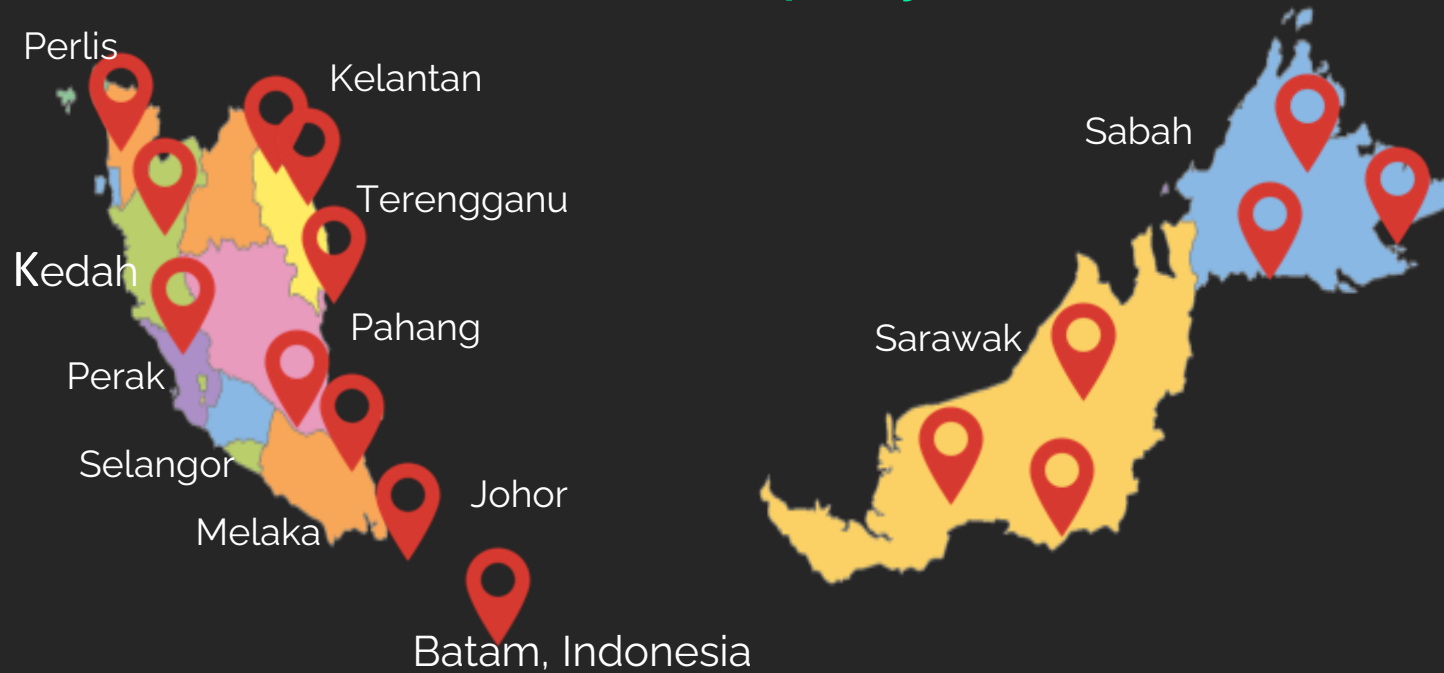 Perlis
Kelantan
Sabah
Terengganu
Kedah
Pahang
Sarawak
Perak
Selangor
Johor
Melaka
Batam, Indonesia